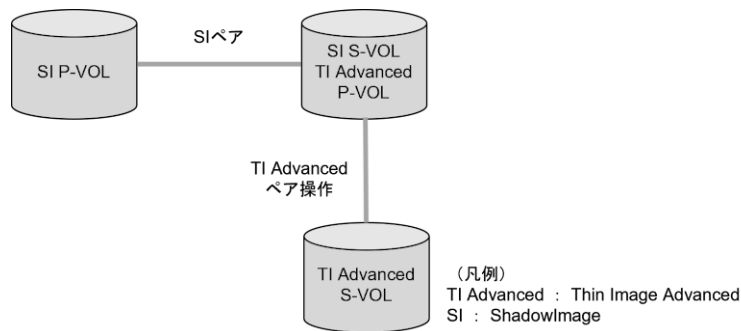 SIペア
SI P-VOL
SI S-VOL
TI Advanced
P-VOL
TI Advanced
ペア操作
TI Advanced
S-VOL
（凡例）
TI Advanced ： Thin Image Advanced
SI ： ShadowImage